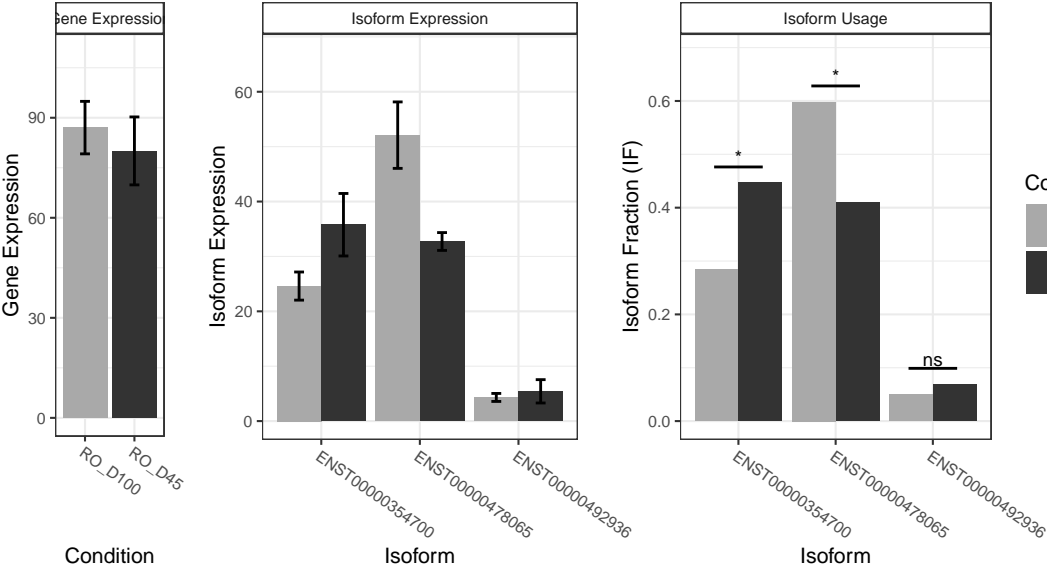 Gene Expression
Isoform Expression
Isoform Usage
Gene Expression
90
60
30
0
RO_D100
RO_D45
Condition
Isoform Expression
60
40
20
0
ENST00000354700
ENST00000478065
ENST00000492936
Isoform
Isoform Fraction (IF)
0.6
0.4
0.2
0.0
*
*
ns
ENST00000354700
ENST00000478065
ENST00000492936
Isoform
Co